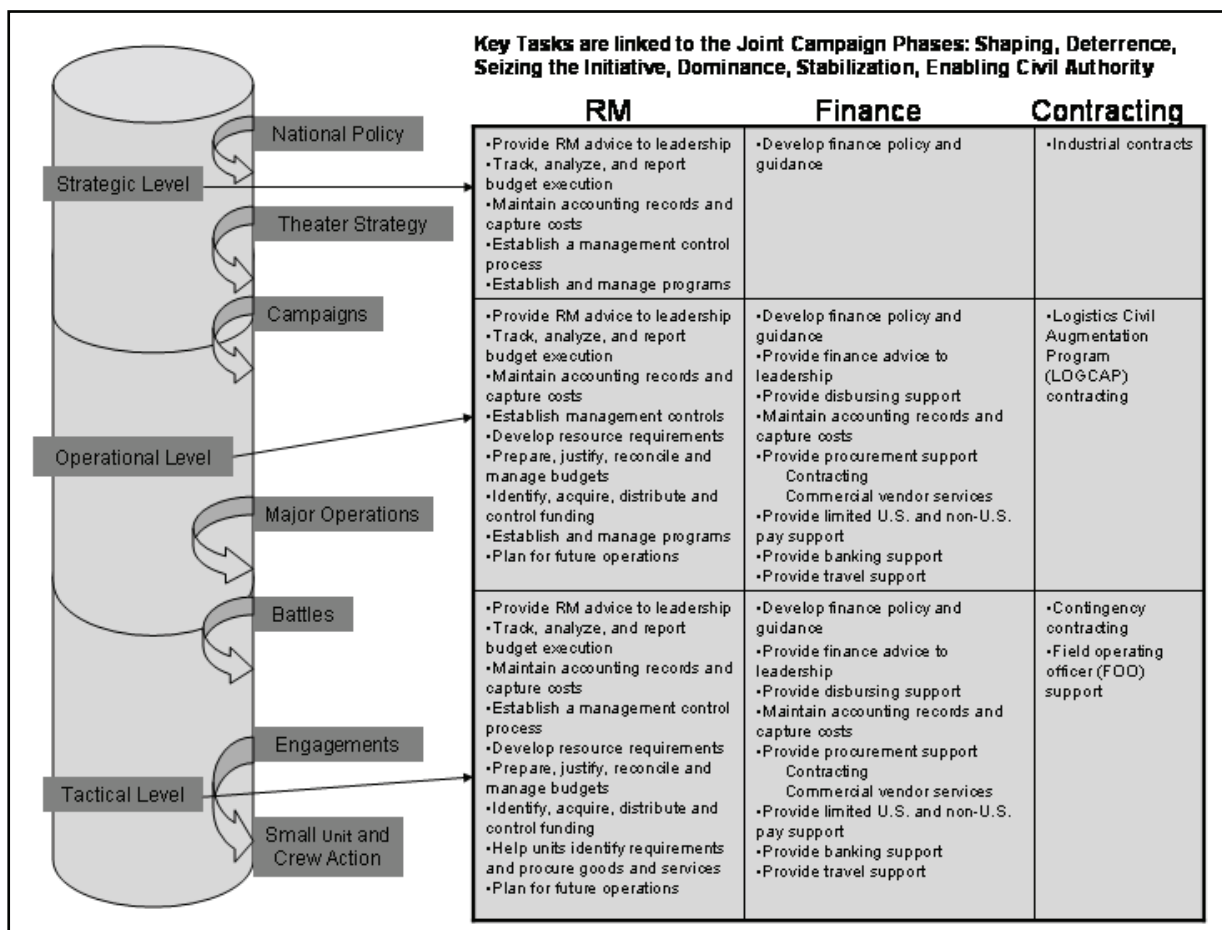 Key Tasks are linked to the Joint Campaign Phases: Shaping, Deterrence,
Seizing the Initiative, Dominance, Stabilization, Enabling Civil Authority
National Policy
Strategic Level
Theater Strategy
Campaigns
Operational Level
Major Operations
Battles
Engagements
Tactical Level
Small Unit and
Crew Action
RM
Finance
Contracting
•Provide RM advice to leadership
•Track, analyze, and report
budget execution
•Maintain accounting records and
capture costs
•Establish a management control
process
•Establish and manage programs
•Develop finance policy and
guidance
•Industrial contracts
•Provide RM advice to leadership
•Track, analyze, and report
budget execution
•Maintain accounting records and
capture costs
•Establish management controls
•Develop resource requirements
•Prepare, justify, reconcile and
manage budgets
•Identify, acquire, distribute and
control funding
•Establish and manage programs
•Plan for future operations
•Develop finance policy and
guidance
•Provide finance advice to
leadership
•Provide disbursing support
•Maintain accounting records and
capture costs
•Provide procurement support
Contracting
Commercial vendor services
•Provide limited U.S. and non-U.S.
pay support
•Provide banking support
•Provide travel support
•Logistics Civil
Augmentation
Program
(LOGCAP)
contracting
•Provide RM advice to leadership
•Track, analyze, and report
budget execution
•Maintain accounting records and
capture costs
•Establish a management control
process
•Develop resource requirements
•Prepare, justify, reconcile and
manage budgets
•Identify, acquire, distribute and
control funding
•Help units identify requirements
and procure goods and services
•Plan for future operations
•Develop finance policy and
guidance
•Provide finance advice to
leadership
•Provide disbursing support
•Maintain accounting records and
capture costs
•Provide procurement support
Contracting
Commercial vendor services
•Provide limited U.S. and non-U.S.
pay support
•Provide banking support
•Provide travel support
•Contingency
contracting
•Field operating
officer (FOO)
support